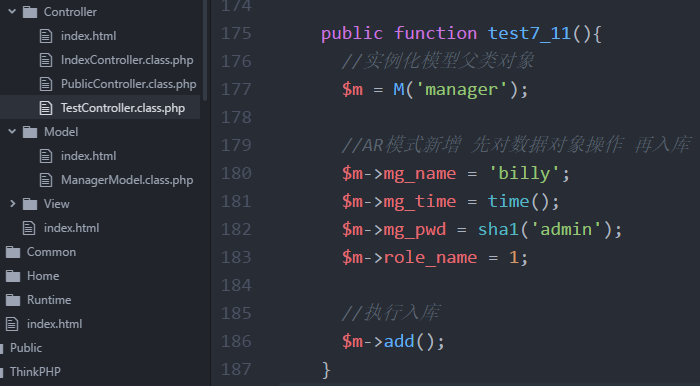 Controller
index.html
IndexController.class.php
PublicController.class.php
TestController.class.php
Model
index.html
ManagerModel.class.php
View
index.html
Common
Home
Runtime
index.html
Public
ThinkPHP
174
175 public function test7_11(){
176 //实例化模型父类对象
177 $m = M('manager');
178
179 //AR模式新增 先对数据对象操作 再入库
180 $m->mg_name = 'billy';
181 $m->mg_time = time();
182 $m->mg_pwd = sha1('admin');
183 $m->role_name = 1;
184
185 //执行入库
186 $m->add();
187 }